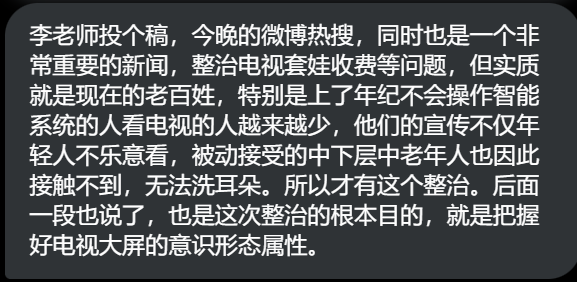 李老师投个稿，今晚的微博热搜，同时也是一个非
常重要的新闻，整治电视套娃收费等问题，但实质
就是现在的老百姓，特别是上了年纪不会操作智能
系统的人看电视的人越来越少，他们的宣传不仅年
轻人不乐意看，被动接受的中下层中老年人也因此
接触不到，无法洗耳朵。所以才有这个整治。后面
一段也说了，也是这次整治的根本目的，就是把握
好电视大屏的意识形态属性。